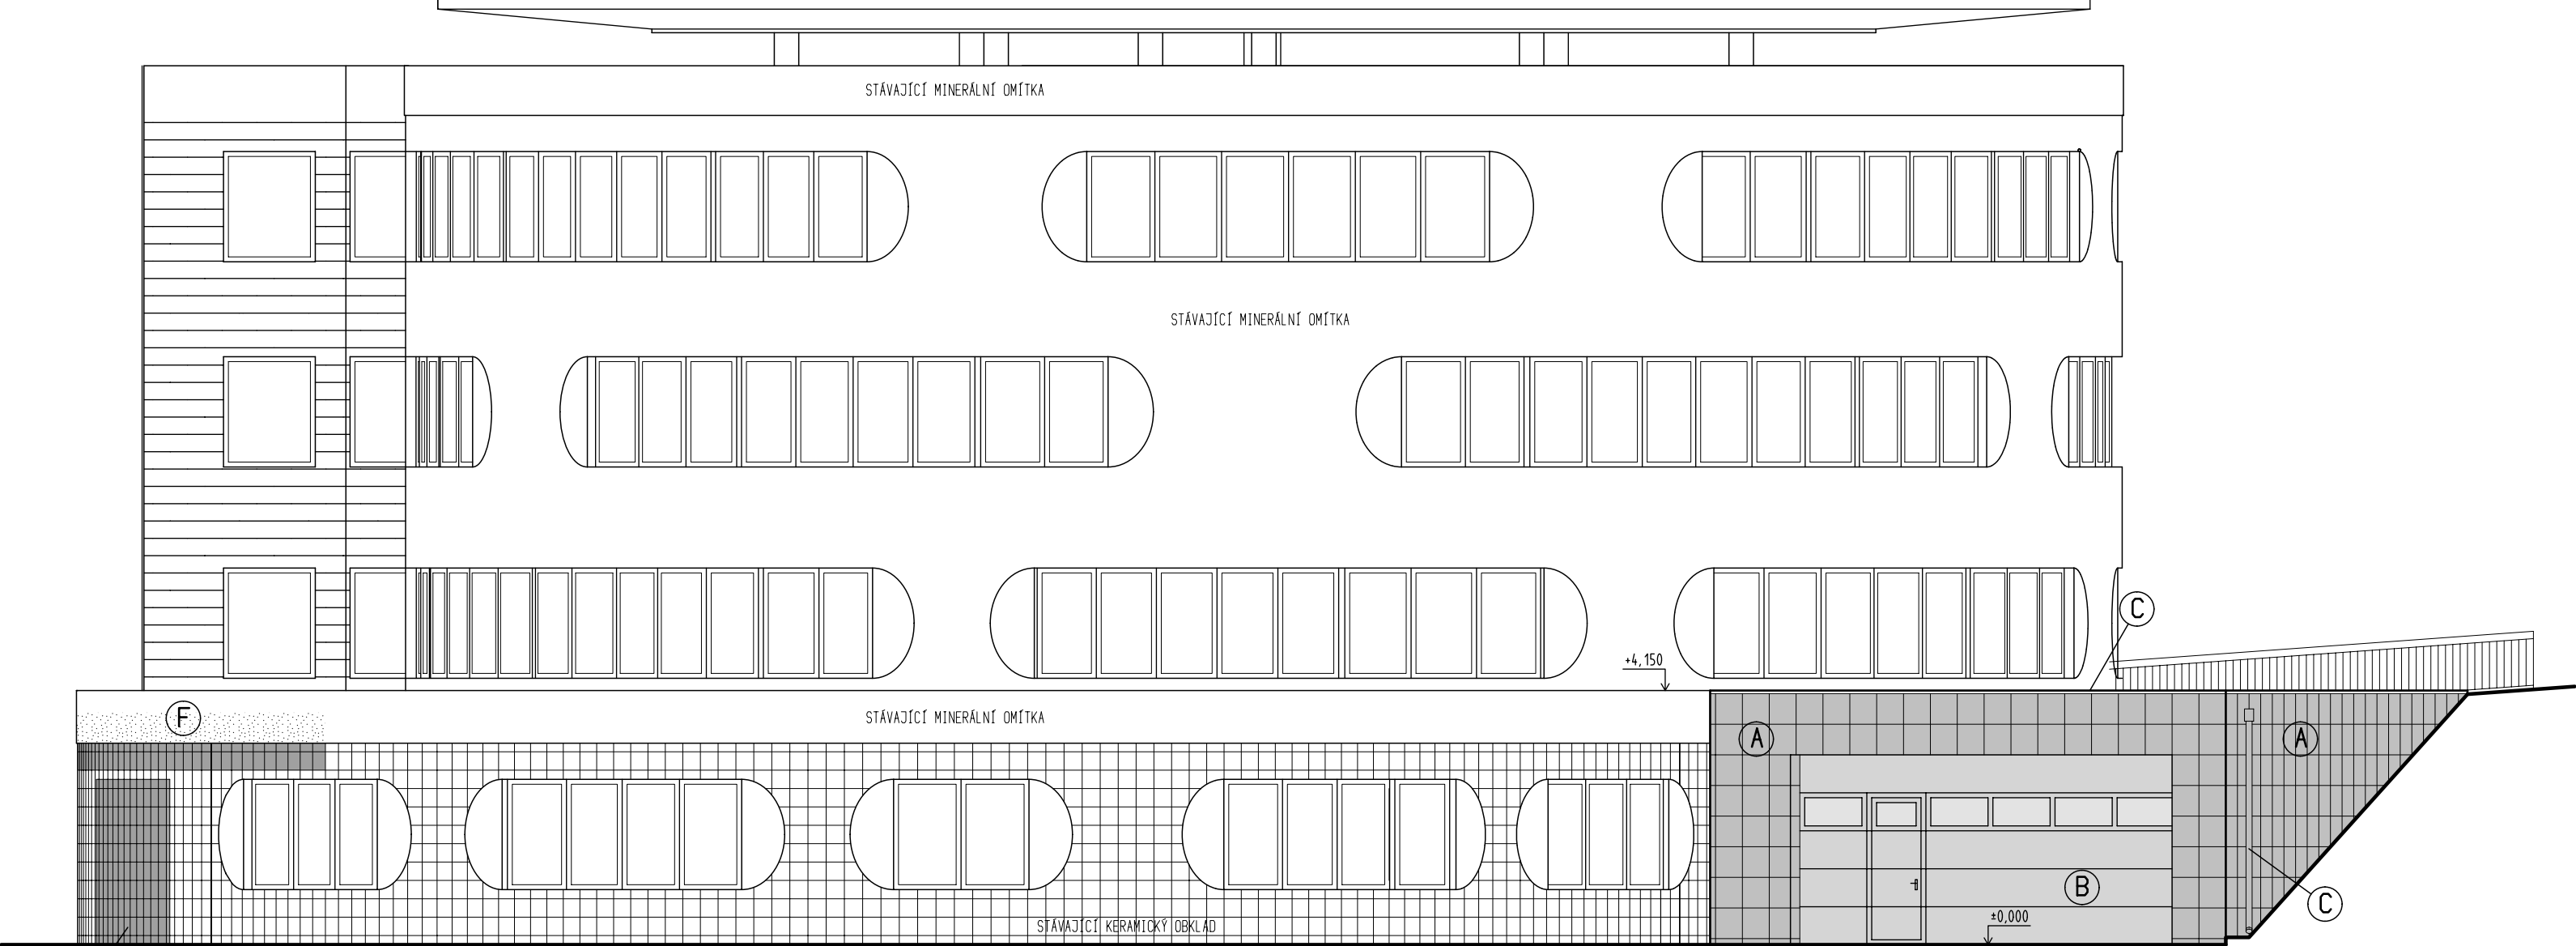 STÁVAJÍCÍ MINERÁLNÍ OMÍTKA
STÁVAJÍCÍ MINERÁLNÍ OMÍTKA
C
+4,150
F
STÁVAJÍCÍ MINERÁLNÍ OMÍTKA
A
A
B
C
±0,000
STÁVAJÍCÍ KERAMICKÝ OBKLAD